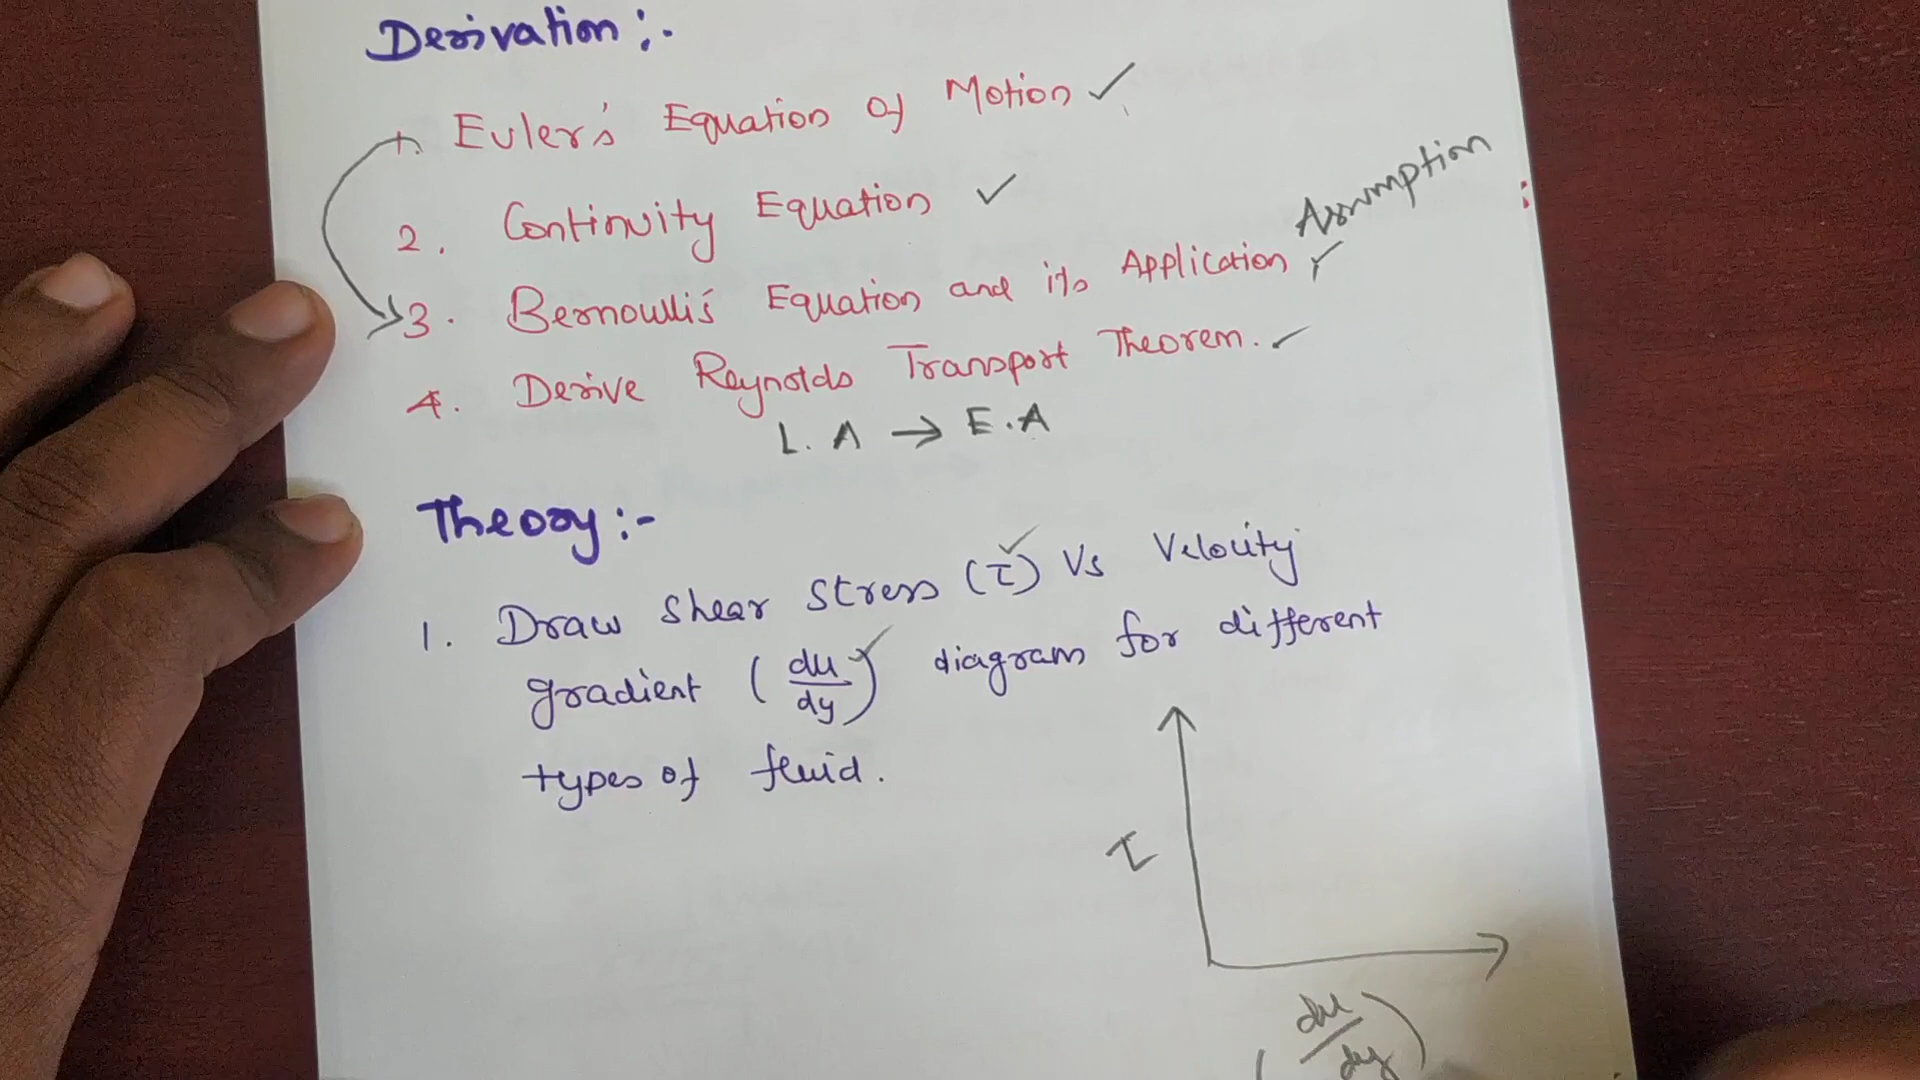 Derivation :-
1. Euler's Equation of Motion ✓
2. Continuity Equation ✓
Assumption
3. Bernoulli's Equation and its Application ✓
4. Derive Reynolds Transport Theorem. ✓
L.A → E.A
Theory :-
1. Draw Shear Stress (τ) Vs Velocity
gradient (du/dy) diagram for different
types of fluid.
τ
(du/dy)